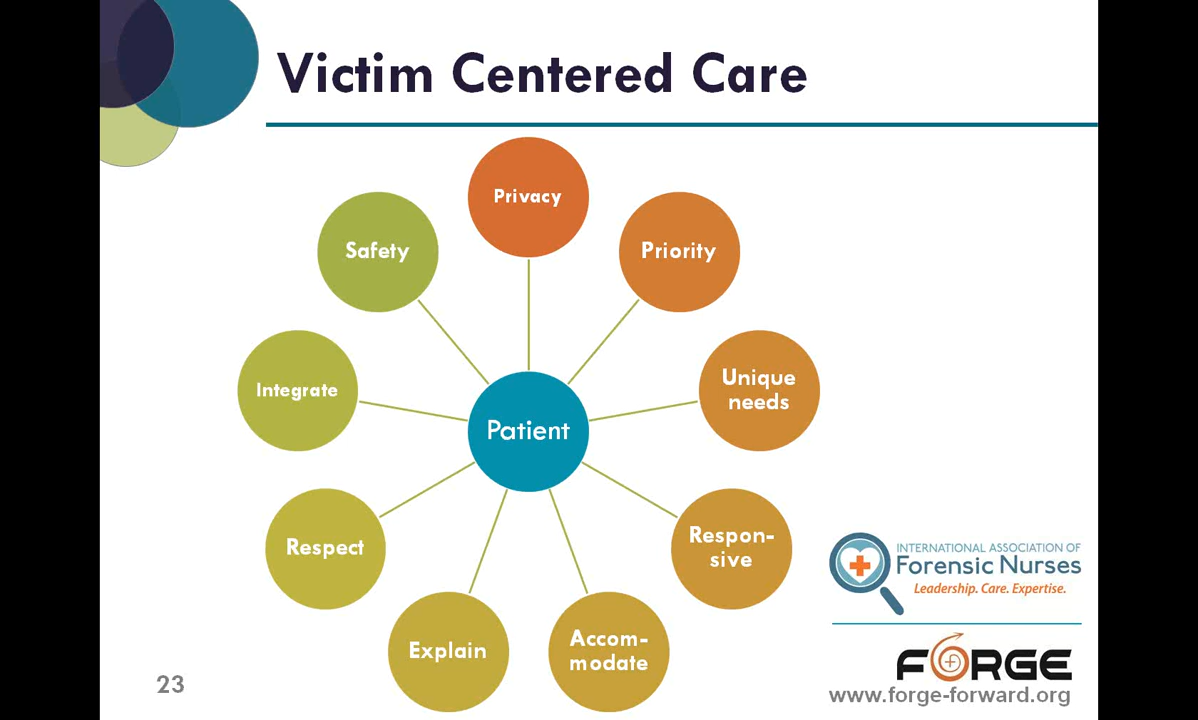 Victim Centered Care
Privacy
Priority
Unique
needs
Respon-
sive
Accom-
modate
Explain
Respect
Integrate
Safety
Patient
INTERNATIONAL ASSOCIATION OF
Forensic Nurses
Leadership. Care. Expertise.
FORGE
www.forge-forward.org
23